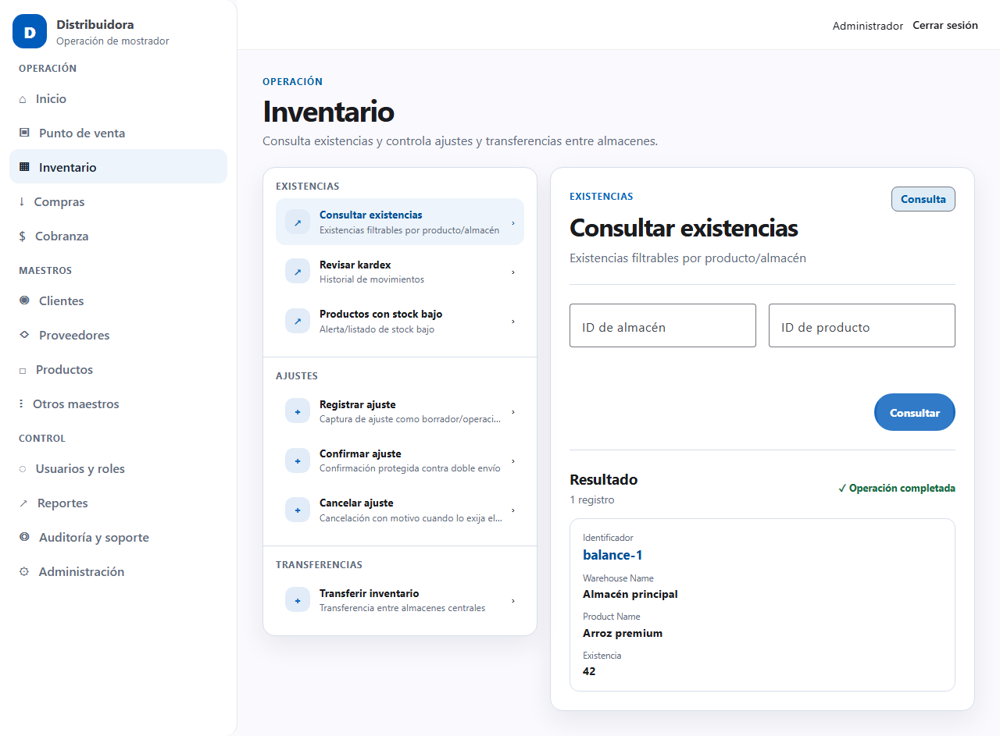 D
Distribuidora
Operación de mostrador
OPERACIÓN
Inicio
Punto de venta
Inventario
Compras
$ Cobranza
MAESTROS
Clientes
Proveedores
Productos
Otros maestros
CONTROL
Usuarios y roles
Reportes
Auditoría y soporte
Administración
Administrador Cerrar sesión
OPERACIÓN
Inventario
Consulta existencias y controla ajustes y transferencias entre almacenes.
EXISTENCIAS
Consultar existencias
Existencias filtrables por producto/almacén
Revisar kardex
Historial de movimientos
Productos con stock bajo
Alerta/listado de stock bajo
AJUSTES
Registrar ajuste
Captura de ajuste como borrador/operaci...
Confirmar ajuste
Confirmación protegida contra doble envío
Cancelar ajuste
Cancelación con motivo cuando lo exija el...
TRANSFERENCIAS
Transferir inventario
Transferencia entre almacenes centrales
EXISTENCIAS
Consulta
Consultar existencias
Existencias filtrables por producto/almacén
ID de almacén
ID de producto
Consultar
Resultado
1 registro
✓ Operación completada
Identificador
balance-1
Warehouse Name
Almacén principal
Product Name
Arroz premium
Existencia
42